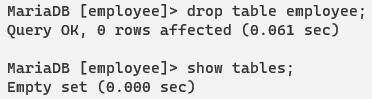 MariaDB [employee]> drop table employee;
Query OK, 0 rows affected (0.061 sec)
MariaDB [employee]> show tables;
Empty set (0.000 sec)